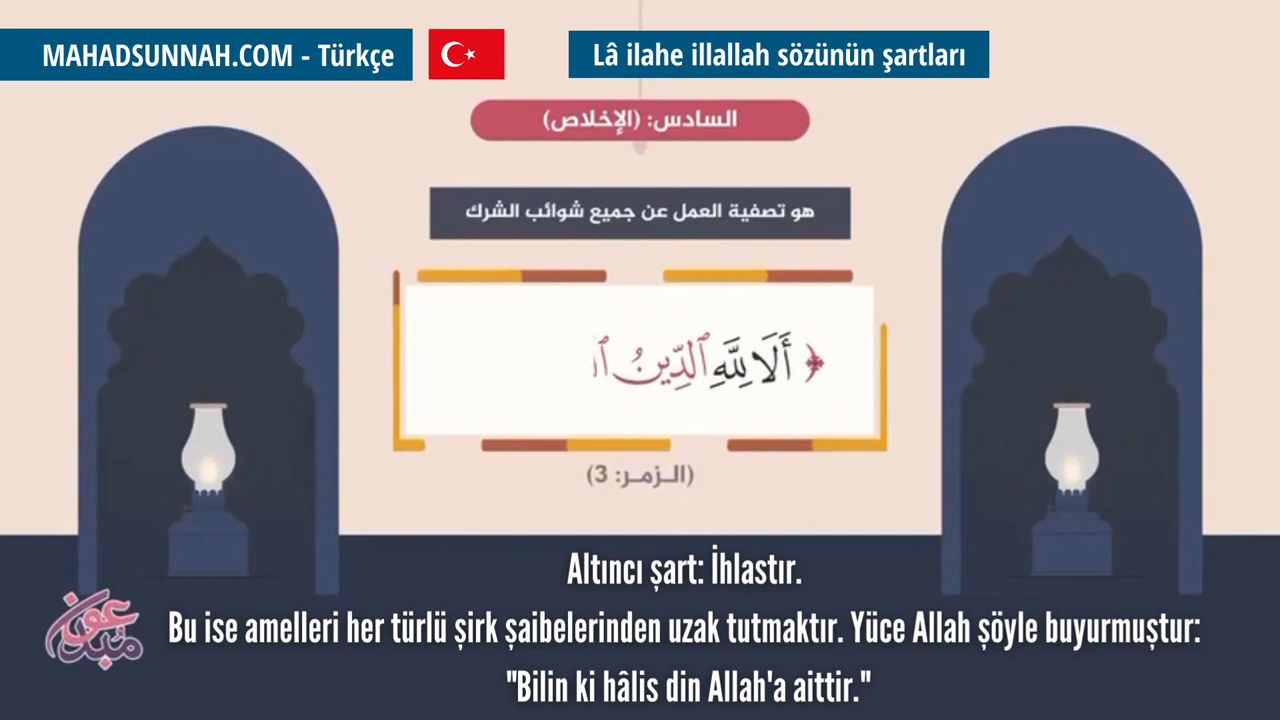 MAHADSUNNAH.COM - Türkçe
Lâ ilahe illallah sözünün şartları
السادس: (الإخلاص)
هو تصفية العمل عن جميع شوائب الشرك
﴿ أَلَا لِلَّهِ ٱلدِّينُ
(الـزمـر: 3)
Altıncı şart: İhlastır.
Bu ise amelleri her türlü şirk şaibelerinden uzak tutmaktır. Yüce Allah şöyle buyurmuştur:
"Bilin ki hâlis din Allah'a aittir."